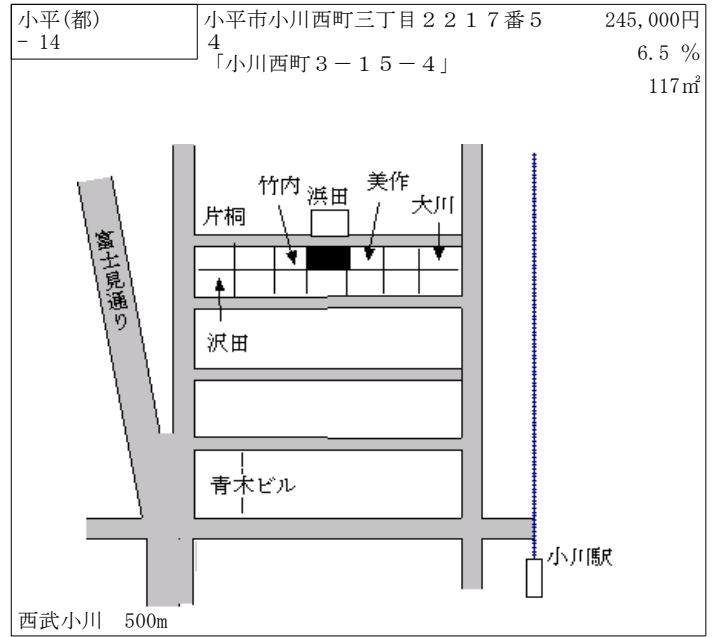 小平(都)
- 14
小平市小川西町三丁目2217番5
4
「小川西町3-15-4」
245,000円
6.5 %
117㎡
竹内
浜田
美作
大川
片桐
富士見通り
沢田
青木ビル
小川駅
西武小川 500m